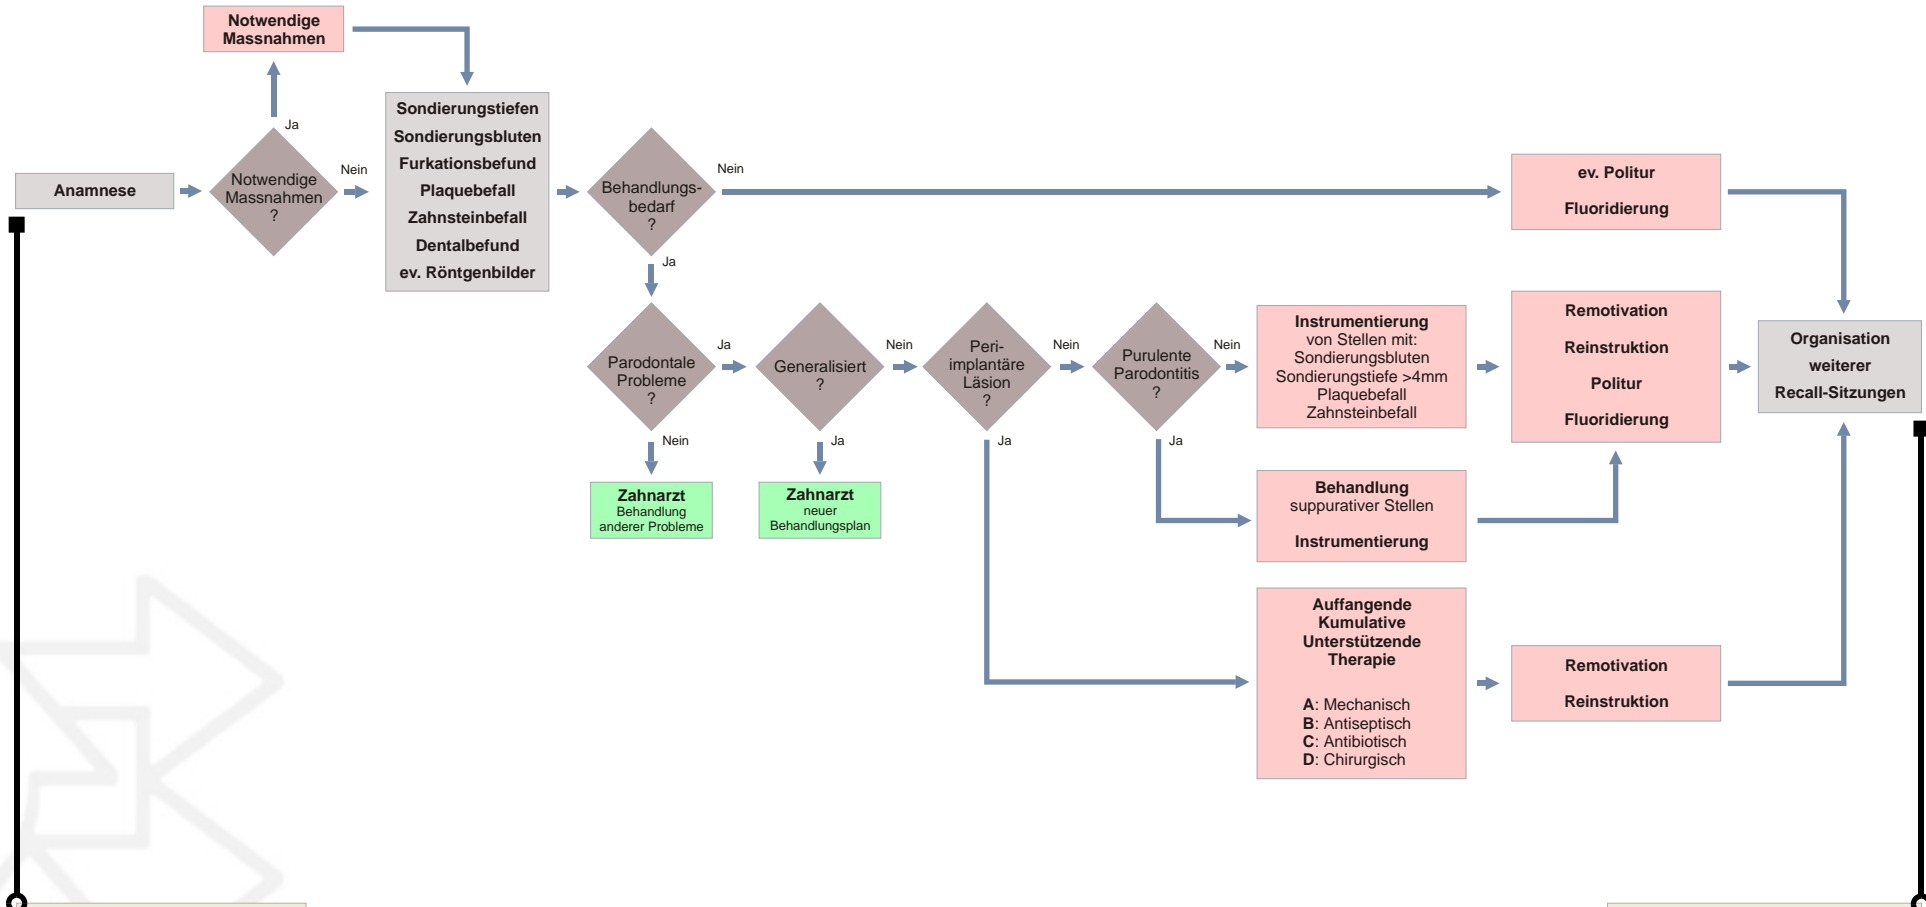 Notwendige
Massnahmen
Ja
Anamnese
Notwendige
Massnahmen
?
Nein
Sondierungstiefen
Sondierungsbluten
Furkationsbefund
Plaquebefall
Zahnsteinbefall
Dentalbefund
ev. Röntgenbilder
Behandlungs-
bedarf
?
Nein
ev. Politur
Fluoridierung
Ja
Parodontale
Probleme
?
Ja
Generalisiert
?
Nein
Peri-
implantäre
Läsion
?
Nein
Purulente
Parodontitis
?
Nein
Instrumentierung
von Stellen mit:
Sondierungsbluten
Sondierungstiefe >4mm
Plaquebefall
Zahnsteinbefall
Remotivation
Reinstruktion
Politur
Fluoridierung
Organisation
weiterer
Recall-Sitzungen
Nein
Ja
Ja
Ja
Zahnarzt
Behandlung
anderer Probleme
Zahnarzt
neuer
Behandlungsplan
Behandlung
suppurativer Stellen
Instrumentierung
Auffangende
Kumulative
Unterstützende
Therapie
A: Mechanisch
B: Antiseptisch
C: Antibiotisch
D: Chirurgisch
Remotivation
Reinstruktion